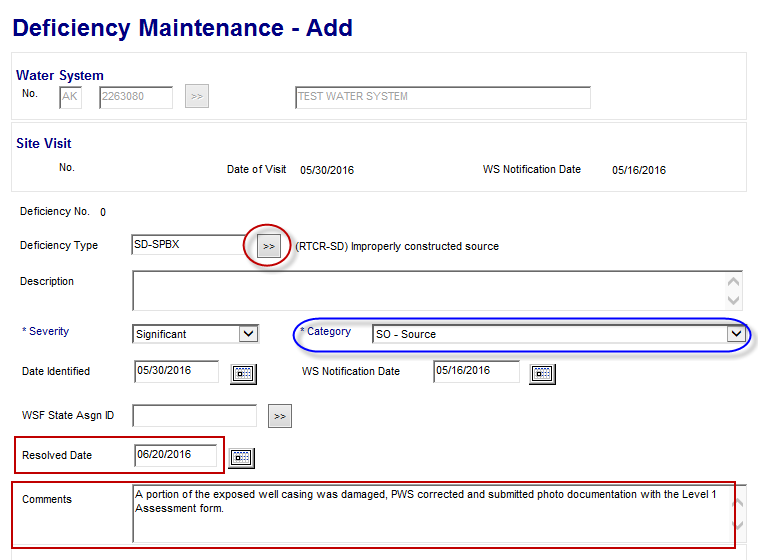 Deficiency Maintenance - Add
Water System
No. AK 2263080 >> TEST WATER SYSTEM
Site Visit
No. Date of Visit 05/30/2016 WS Notification Date 05/16/2016
Deficiency No. 0
Deficiency Type SD-SPBX >> (RTCR-SD) Improperly constructed source
Description
* Severity Significant * Category SO - Source
Date Identified 05/30/2016 WS Notification Date 05/16/2016
WSF State Asgn ID >>
Resolved Date 06/20/2016
Comments A portion of the exposed well casing was damaged, PWS corrected and submitted photo documentation with the Level 1
Assessment form.